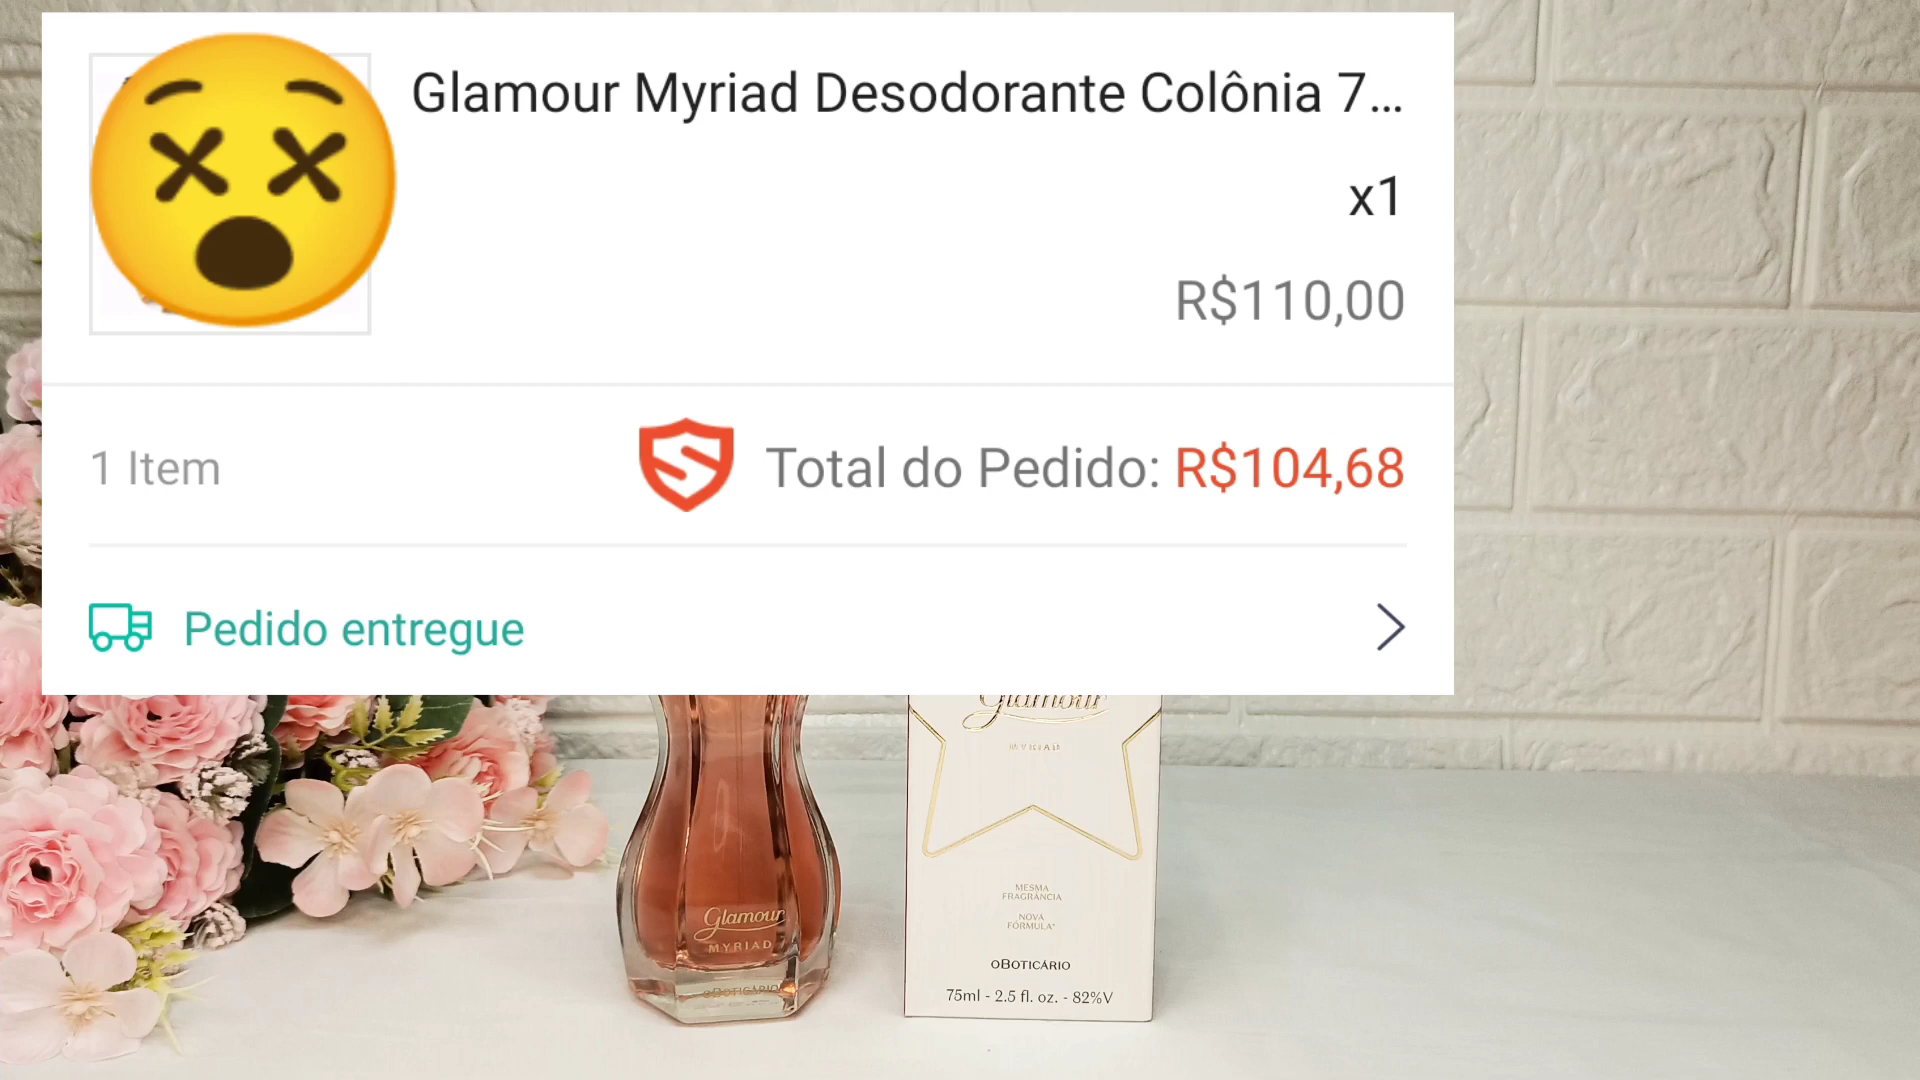 Glamour Myriad Desodorante Colônia 7...
x1
R$110,00
1 Item
Total do Pedido: R$104,68
Pedido entregue
Glamour
MYRIAD
Glamour
MYRIAD
oBOTICÁRIO
MESMA
FRAGRÂNCIA
NOVA
FÓRMULA*
oBOTICÁRIO
75ml - 2.5 fl. oz. - 82%V